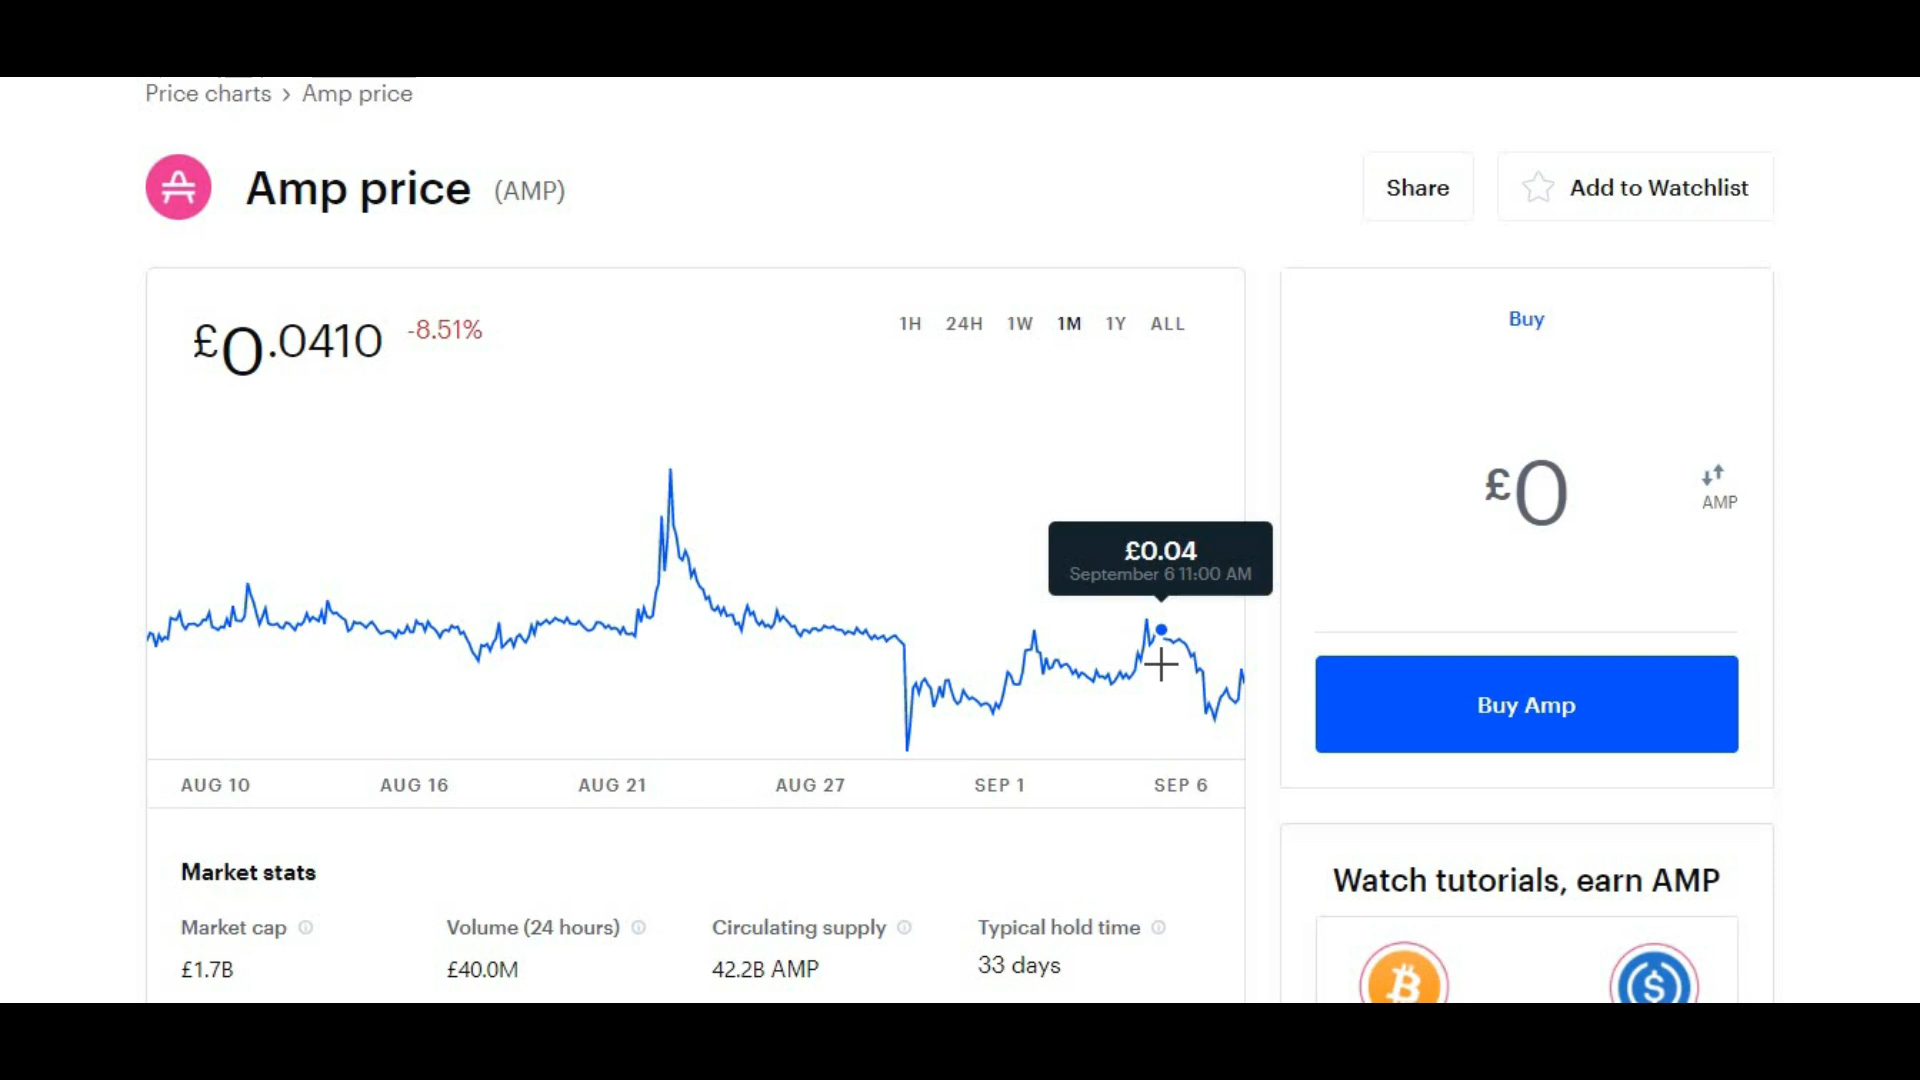 Price charts › Amp price
Amp price (AMP)
Share
Add to Watchlist
£0.0410 -8.51%
1H 24H 1W 1M 1Y ALL
Buy
£0
AMP
£0.04
September 6 11:00 AM
Buy Amp
AUG 10 AUG 16 AUG 21 AUG 27 SEP 1 SEP 6
Market stats
Market cap Volume (24 hours) Circulating supply Typical hold time
£1.7B £40.0M 42.2B AMP 33 days
Watch tutorials, earn AMP